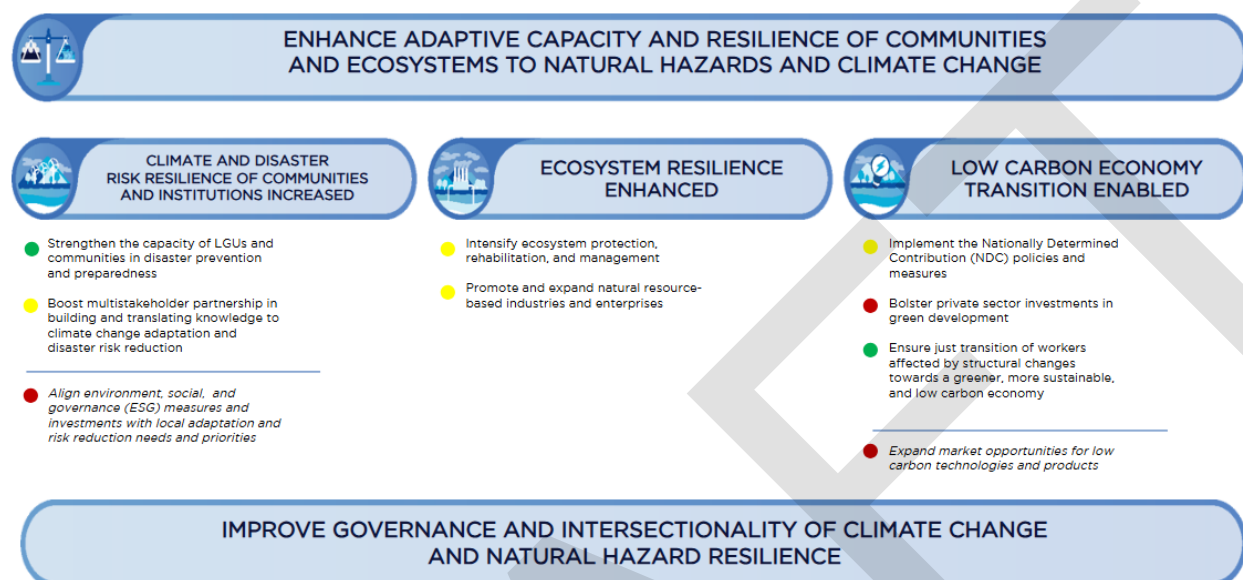 ENHANCE ADAPTIVE CAPACITY AND RESILIENCE OF COMMUNITIES
AND ECOSYSTEMS TO NATURAL HAZARDS AND CLIMATE CHANGE
CLIMATE AND DISASTER
RISK RESILIENCE OF COMMUNITIES
AND INSTITUTIONS INCREASED
Strengthen the capacity of LGUs and
communities in disaster prevention
and preparedness
Boost multistakeholder partnership in
building and translating knowledge to
climate change adaptation and
disaster risk reduction
Align environment, social, and
governance (ESG) measures and
investments with local adaptation and
risk reduction needs and priorities
ECOSYSTEM RESILIENCE
ENHANCED
Intensify ecosystem protection,
rehabilitation, and management
Promote and expand natural resource-
based industries and enterprises
LOW CARBON ECONOMY
TRANSITION ENABLED
Implement the Nationally Determined
Contribution (NDC) policies and
measures
Bolster private sector investments in
green development
Ensure just transition of workers
affected by structural changes
towards a greener, more sustainable,
and low carbon economy
Expand market opportunities for low
carbon technologies and products
IMPROVE GOVERNANCE AND INTERSECTIONALITY OF CLIMATE CHANGE
AND NATURAL HAZARD RESILIENCE